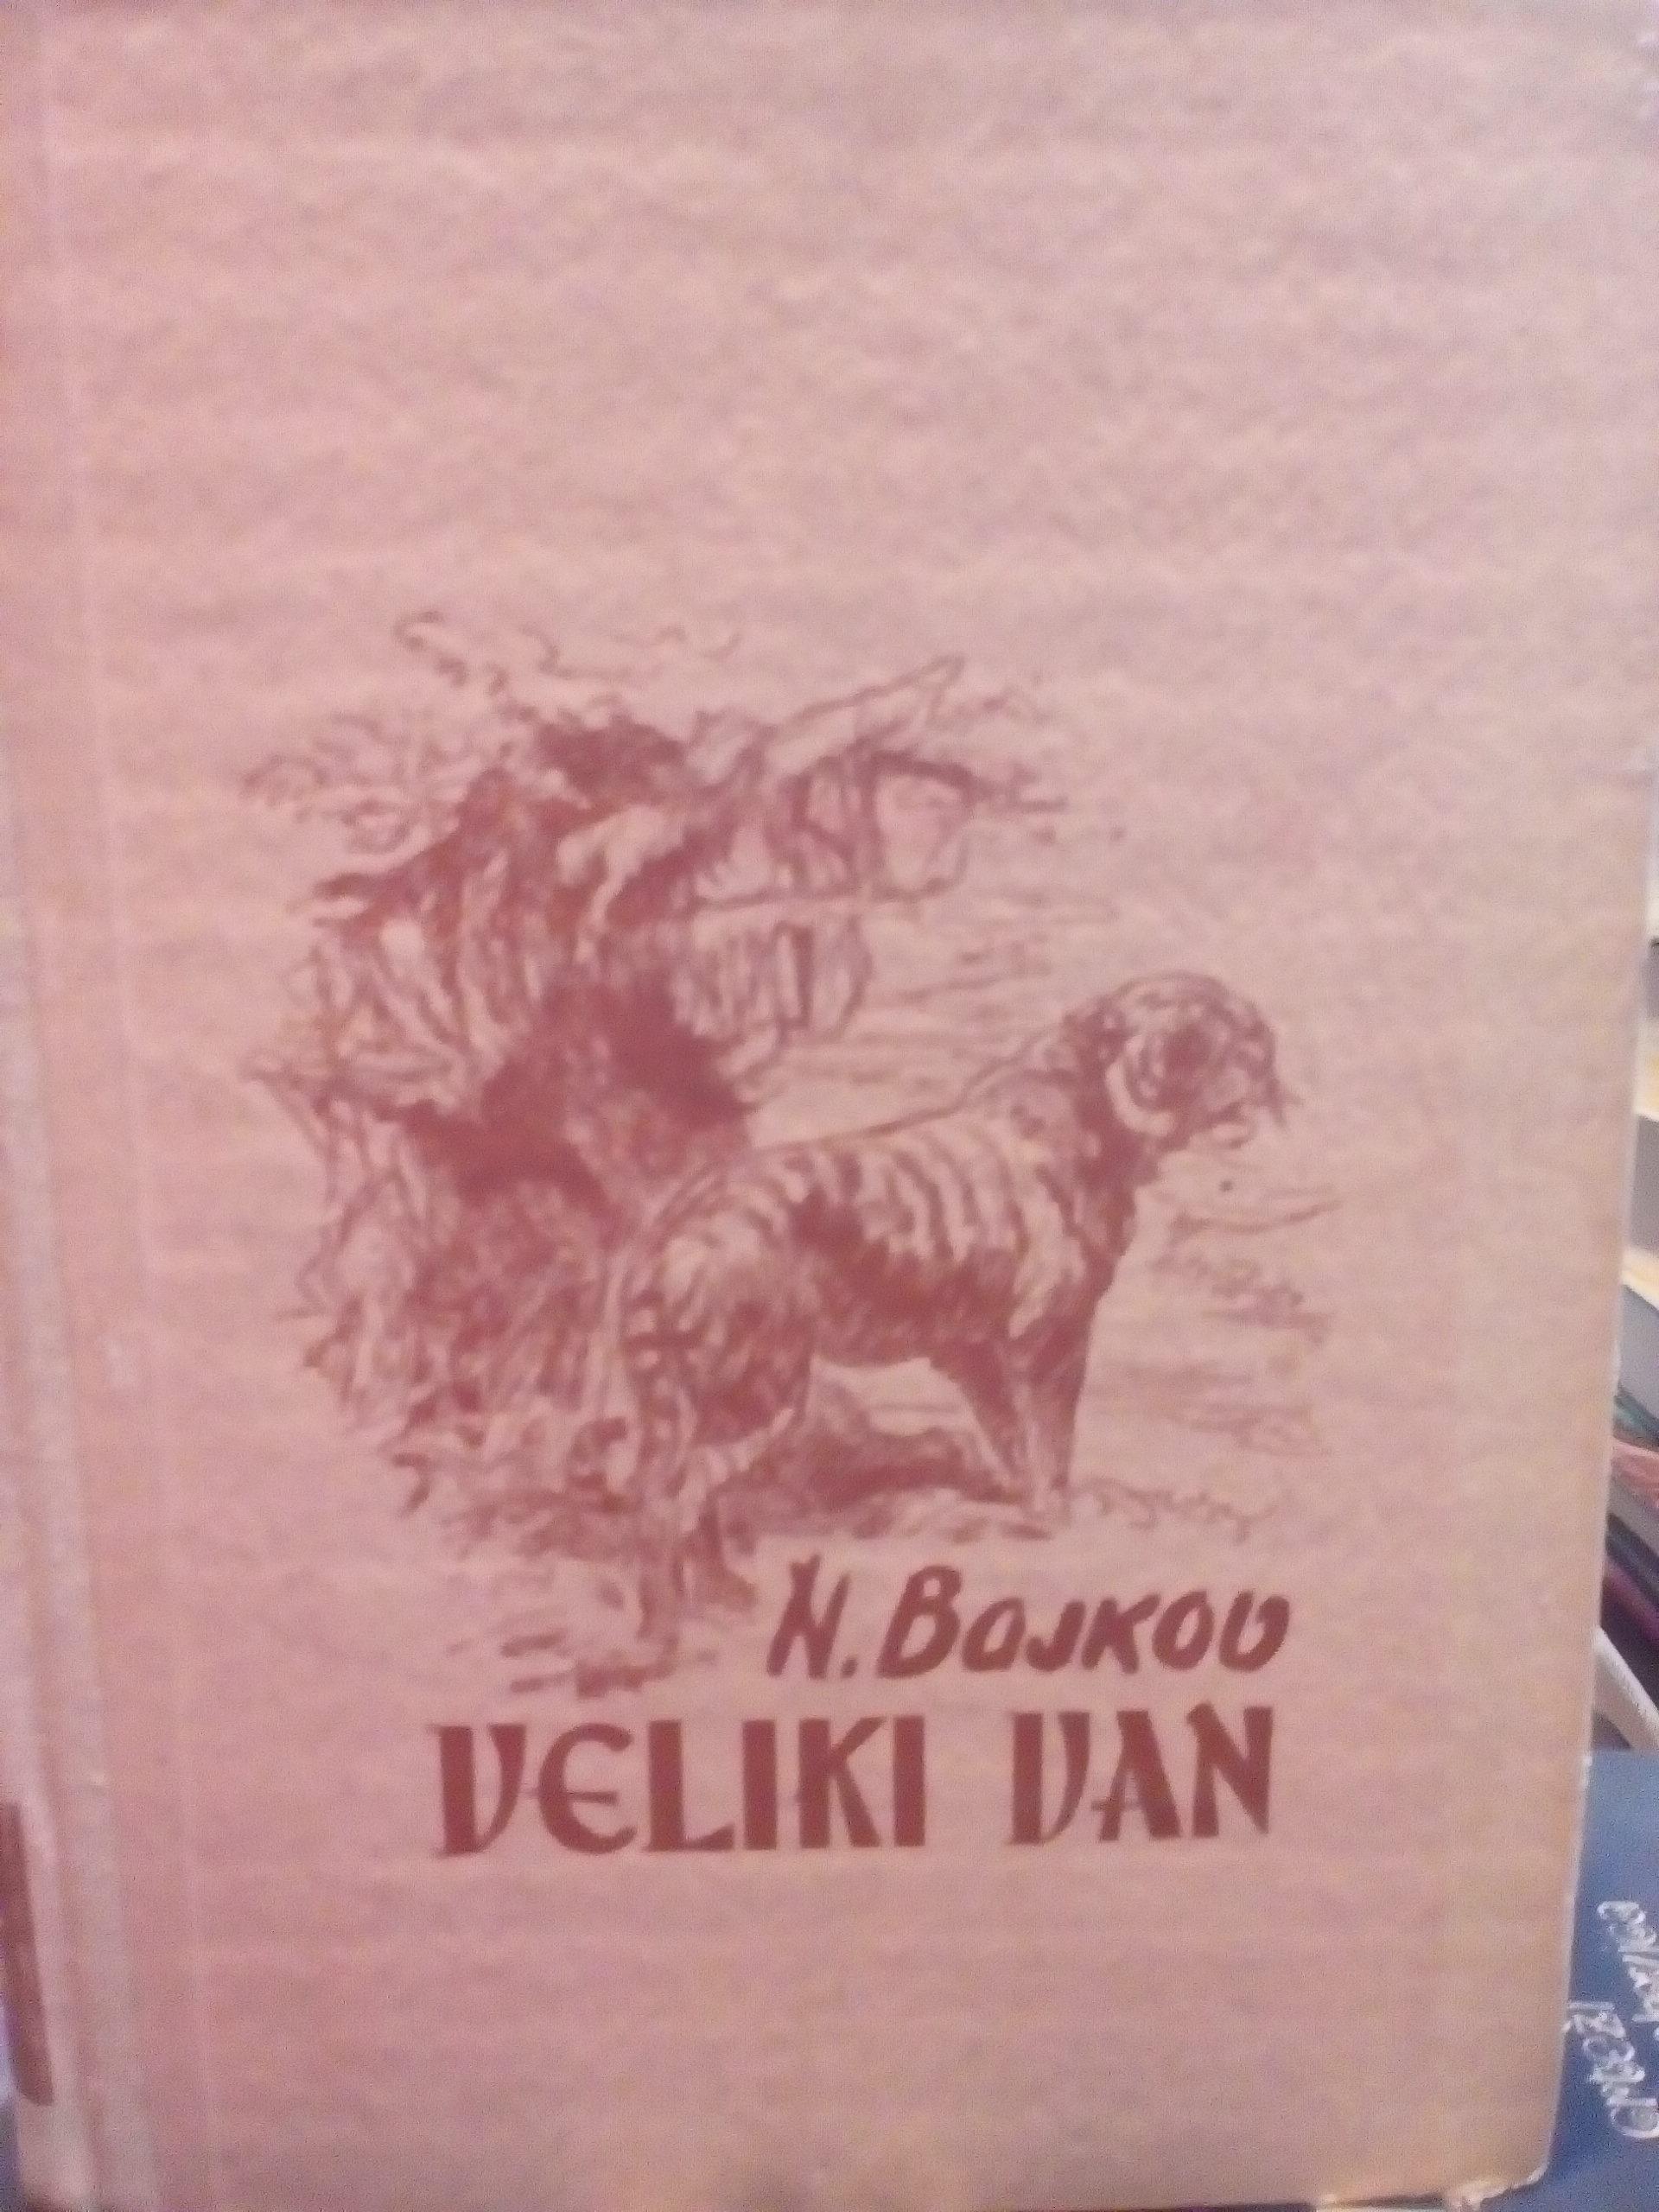 N. Bajkov
VELIKI VAN